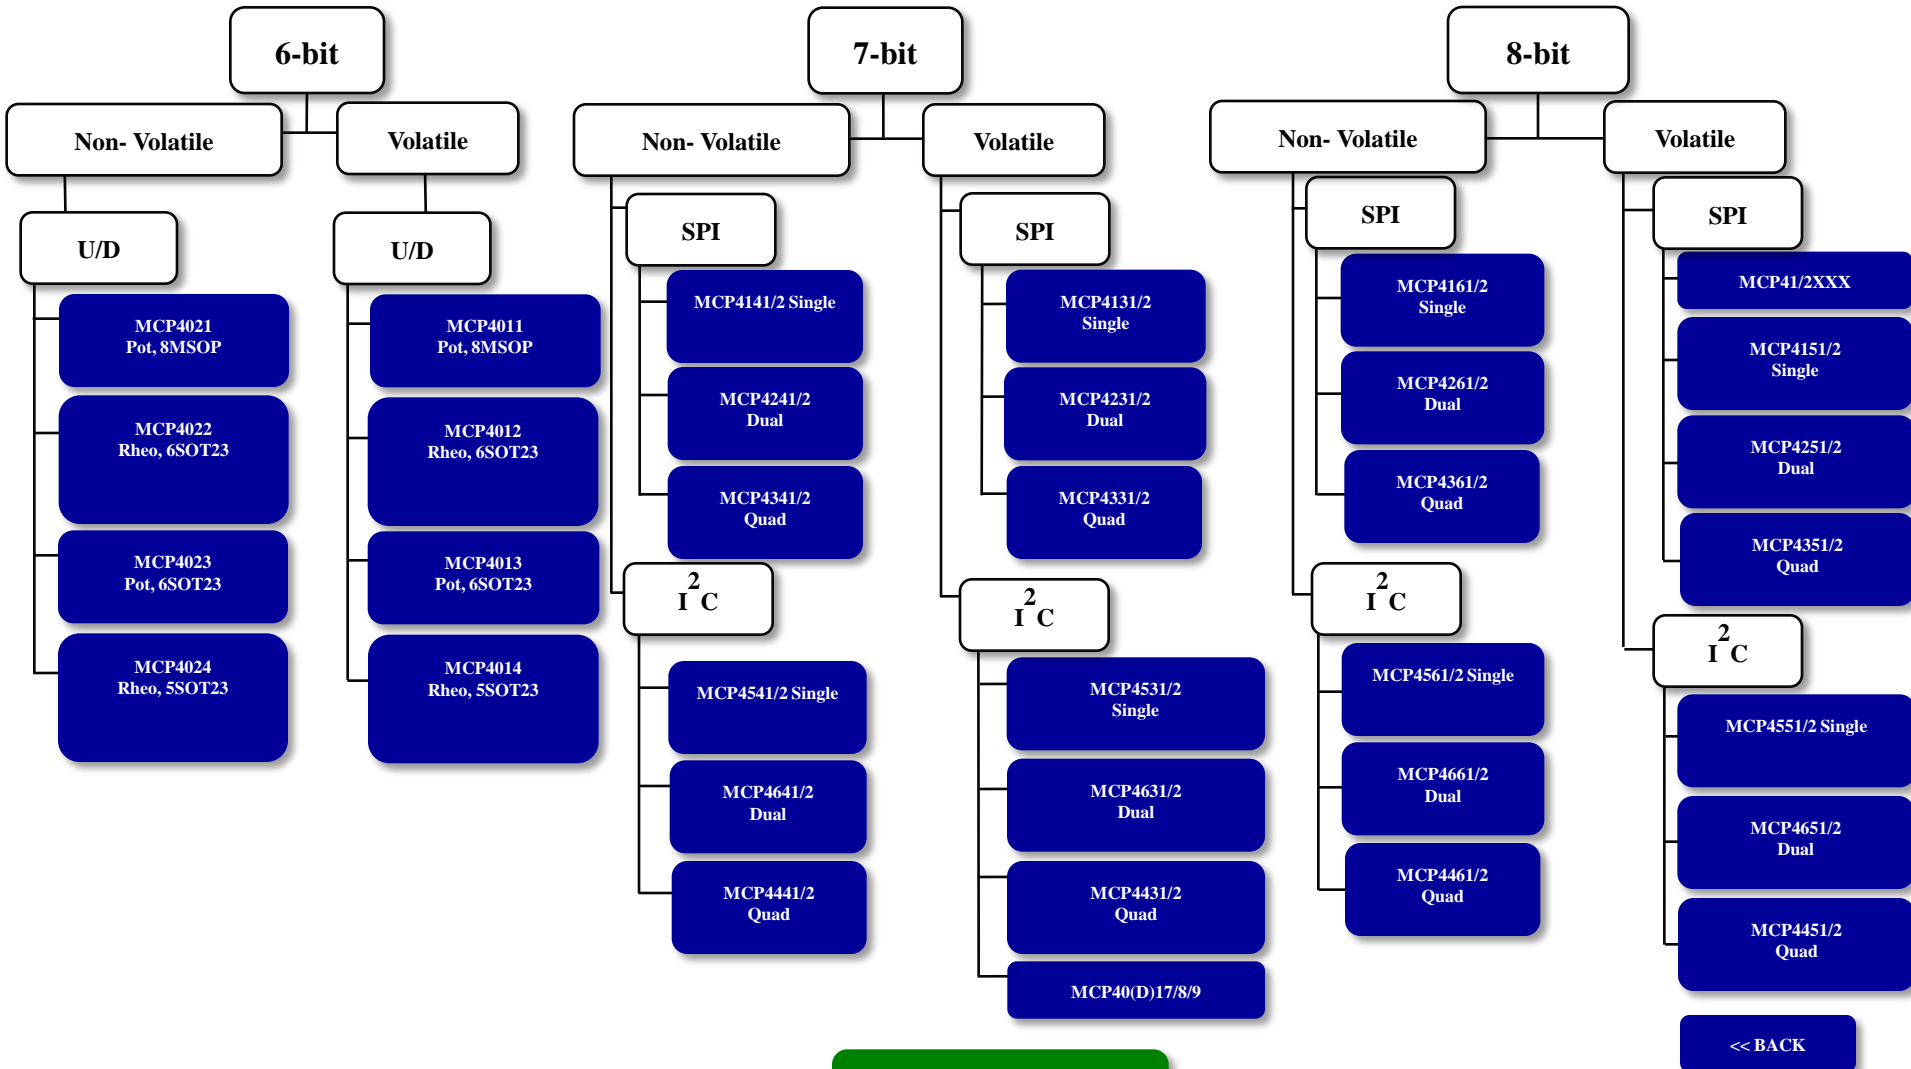 6-bit
Non- Volatile
Volatile
U/D
MCP4021
Pot, 8MSOP
MCP4022
Rheo, 6SOT23
MCP4023
Pot, 6SOT23
MCP4024
Rheo, 5SOT23
U/D
MCP4011
Pot, 8MSOP
MCP4012
Rheo, 6SOT23
MCP4013
Pot, 6SOT23
MCP4014
Rheo, 5SOT23
7-bit
Non- Volatile
Volatile
SPI
MCP4141/2 Single
MCP4241/2
Dual
MCP4341/2
Quad
I²C
MCP4541/2 Single
MCP4641/2
Dual
MCP4441/2
Quad
SPI
MCP4131/2
Single
MCP4231/2
Dual
MCP4331/2
Quad
I²C
MCP4531/2
Single
MCP4631/2
Dual
MCP4431/2
Quad
MCP40(D)17/8/9
8-bit
Non- Volatile
Volatile
SPI
MCP4161/2
Single
MCP4261/2
Dual
MCP4361/2
Quad
I²C
MCP4561/2 Single
MCP4661/2
Dual
MCP4461/2
Quad
SPI
MCP41/2XXX
MCP4151/2
Single
MCP4251/2
Dual
MCP4351/2
Quad
I²C
MCP4551/2 Single
MCP4651/2
Dual
MCP4451/2
Quad
<< BACK